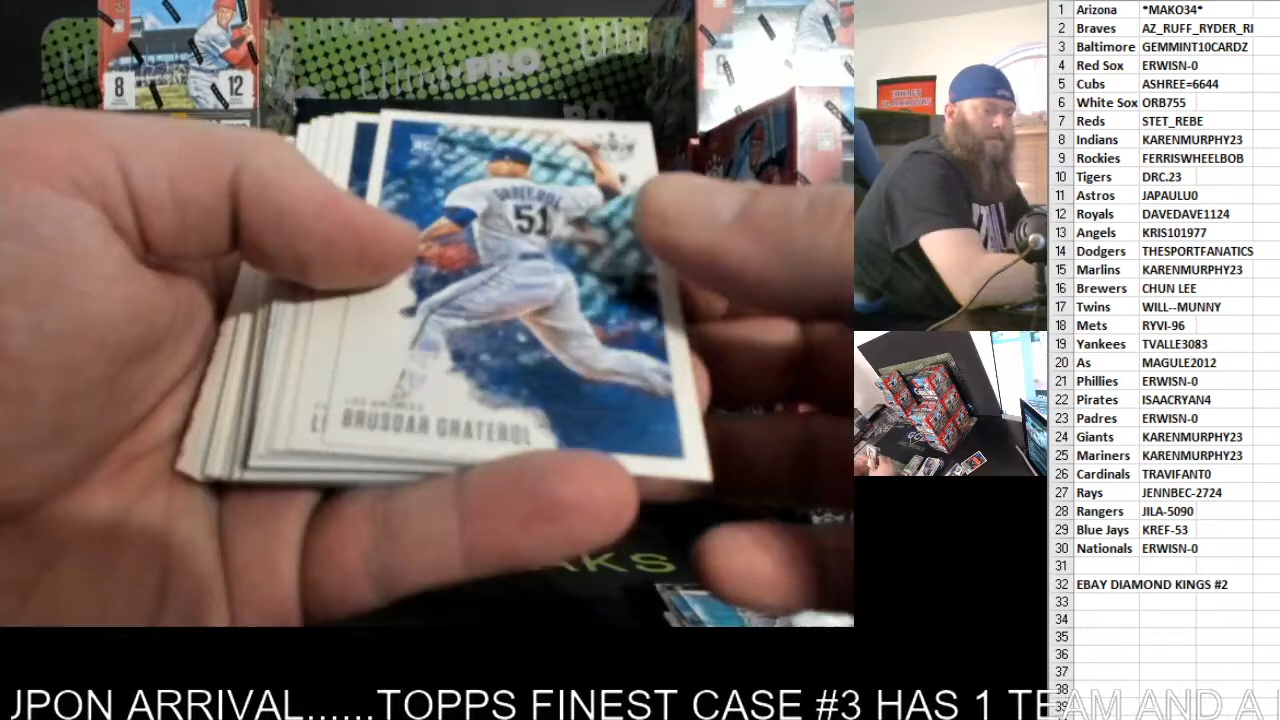 8
12
PRO
RC
GRATEROL
51
LOS ANGELES
BRUSDAR GRATEROL
1 Arizona *MAKO34*
2 Braves AZ_RUFF_RYDER_RI
3 Baltimore GEMMINT10CARDZ
4 Red Sox ERWISN-0
5 Cubs ASHREE=6644
6 White Sox ORB755
7 Reds STET_REBE
8 Indians KARENMURPHY23
9 Rockies FERRISWHEELBOB
10 Tigers DRC.23
11 Astros JAPAULU0
12 Royals DAVEDAVE1124
13 Angels KRIS101977
14 Dodgers THESPORTFANATICS
15 Marlins KARENMURPHY23
16 Brewers CHUN LEE
17 Twins WILL--MUNNY
18 Mets RYVI-96
19 Yankees TVALLE3083
20 As MAGULE2012
21 Phillies ERWISN-0
22 Pirates ISAACRYAN4
23 Padres ERWISN-0
24 Giants KARENMURPHY23
25 Mariners KARENMURPHY23
26 Cardinals TRAVIFANT0
27 Rays JENNBEC-2724
28 Rangers JILA-5090
29 Blue Jays KREF-53
30 Nationals ERWISN-0
31
32 EBAY DIAMOND KINGS #2
33
34
35
36
37
38
39
JPON ARRIVAL......TOPPS FINEST CASE #3 HAS 1 TEAM AND A